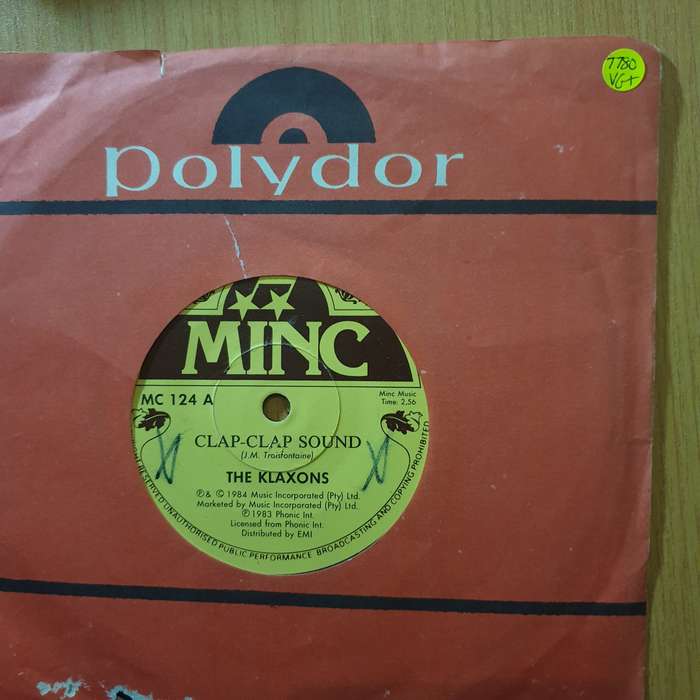 7780
VG+
polydor
MINC
MC 124 A
Minc Music
Time: 2,56
CLAP-CLAP SOUND
(J.M. Troisfontaine)
THE KLAXONS
℗& © 1984 Music Incorporated (Pty) Ltd.
Marketed by Music Incorporated (Pty) Ltd.
℗ 1983 Phonic Int.
Licensed from Phonic Int.
Distributed by EMI
RESERVED UNAUTHORISED PUBLIC PERFORMANCE BROADCASTING AND COPYING PROHIBITED